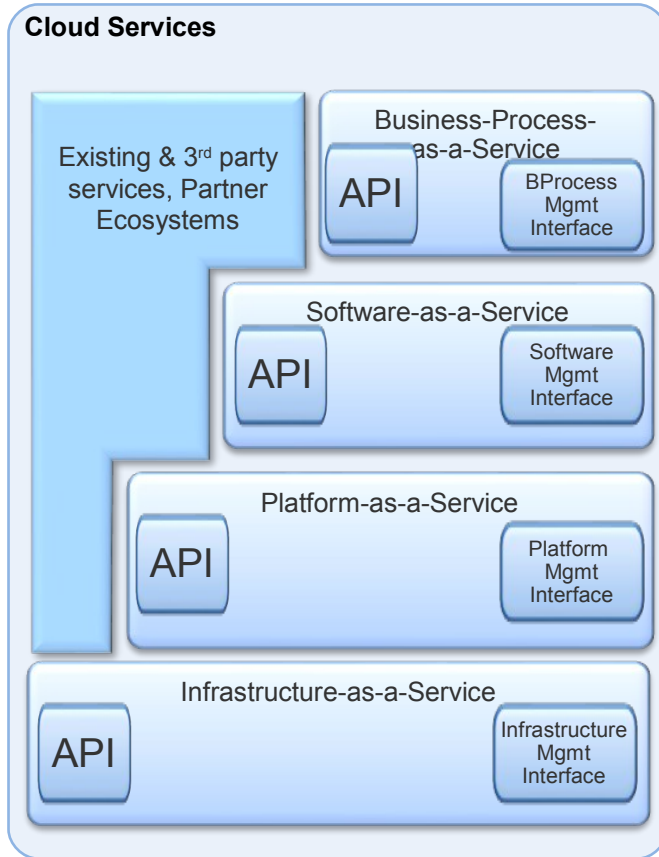 Cloud Services
Existing & 3rd party
services, Partner
Ecosystems
Business-Process-
as-a-Service
API
BProcess
Mgmt
Interface
Software-as-a-Service
API
Software
Mgmt
Interface
Platform-as-a-Service
API
Platform
Mgmt
Interface
Infrastructure-as-a-Service
API
Infrastructure
Mgmt
Interface